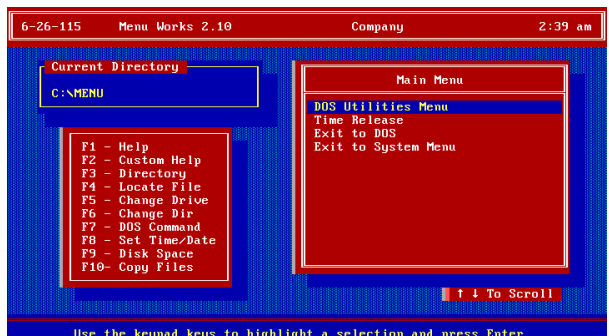 6-26-115 Menu Works 2.10 Company 2:39 am
Current Directory
C:\MENU
F1 - Help
F2 - Custom Help
F3 - Directory
F4 - Locate File
F5 - Change Drive
F6 - Change Dir
F7 - DOS Command
F8 - Set Time/Date
F9 - Disk Space
F10- Copy Files
Main Menu
DOS Utilities Menu
Time Release
Exit to DOS
Exit to System Menu
↑ ↓ To Scroll
Use the keypad keys to highlight a selection and press Enter